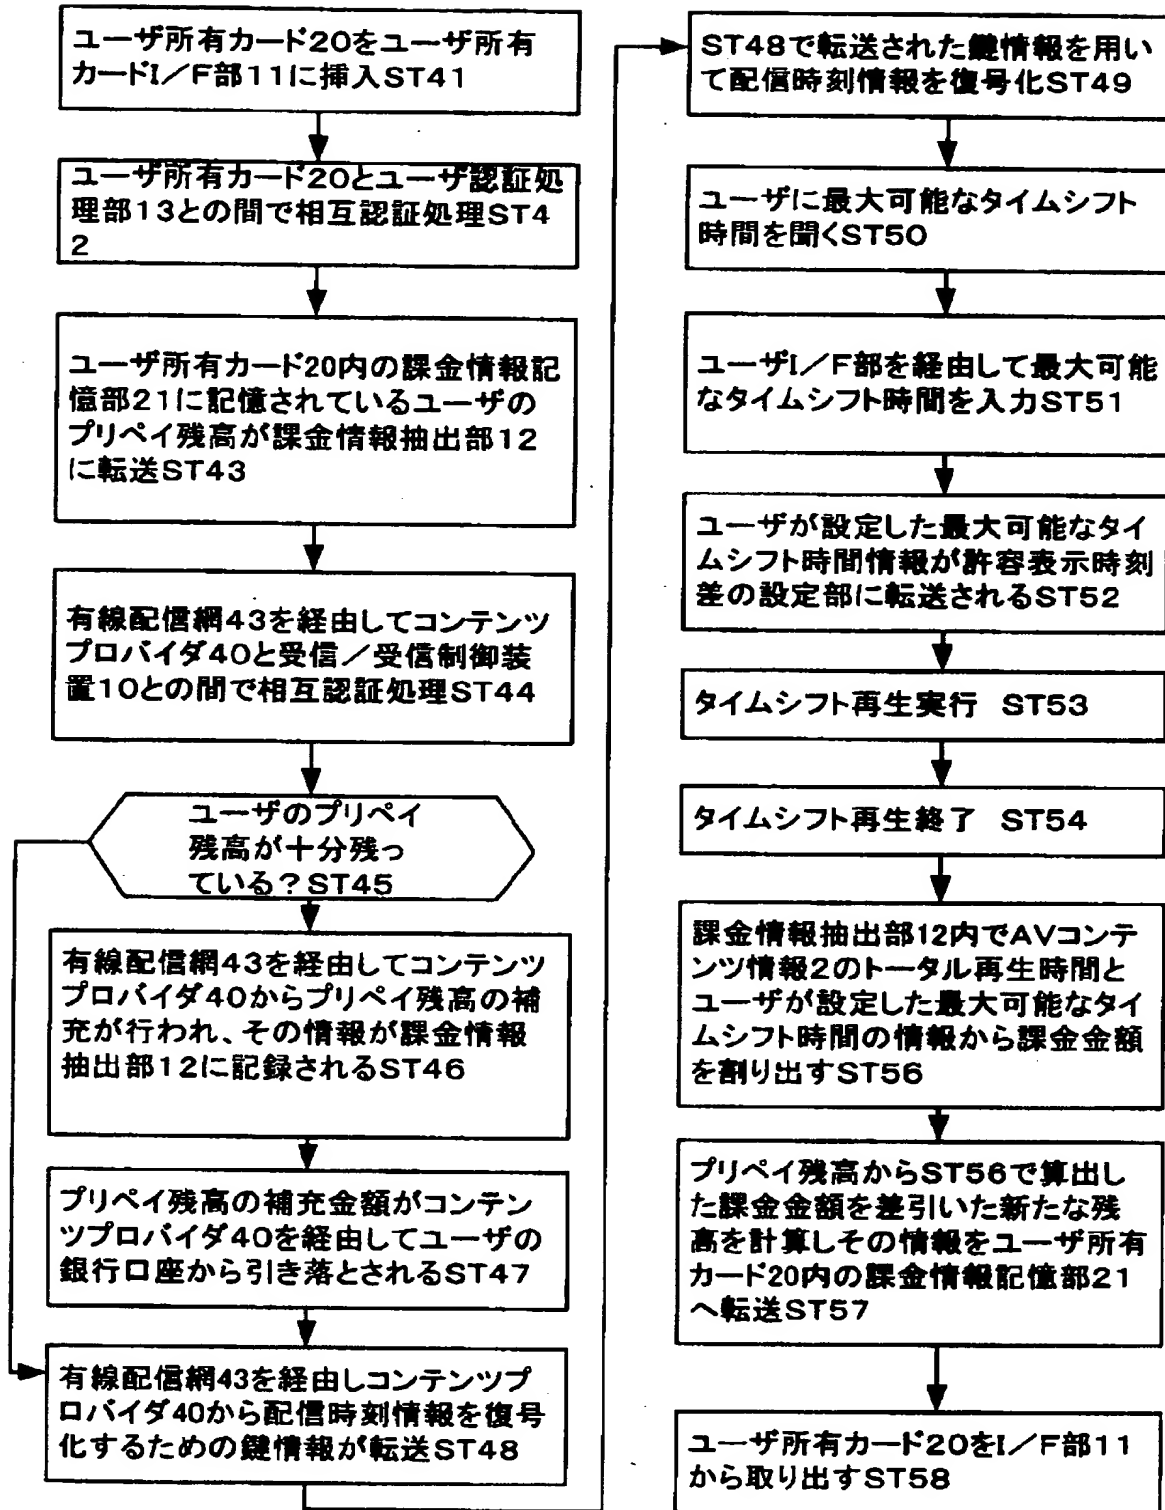 ユーザ所有カード20をユーザ所有
カードI／F部11に挿入ST41
ユーザ所有カード20とユーザ認証処
理部13との間で相互認証処理ST4
2
ユーザ所有カード20内の課金情報記
憶部21に記憶されているユーザの
プリペイ残高が課金情報抽出部12
に転送ST43
有線配信網43を経由してコンテンツ
プロバイダ40と受信／受信制御装
置10との間で相互認証処理ST44
ユーザのプリペイ
残高が十分残っ
ている？ST45
有線配信網43を経由してコンテンツ
プロバイダ40からプリペイ残高の補
充が行われ、その情報が課金情報
抽出部12に記録されるST46
プリペイ残高の補充金額がコンテン
ツプロバイダ40を経由してユーザの
銀行口座から引き落とされるST47
有線配信網43を経由しコンテンツプ
ロバイダ40から配信時刻情報を復号
化するための鍵情報が転送ST48
ST48で転送された鍵情報を用い
て配信時刻情報を復号化ST49
ユーザに最大可能なタイムシフト
時間を聞くST50
ユーザI／F部を経由して最大可能
なタイムシフト時間を入力ST51
ユーザが設定した最大可能なタイ
ムシフト時間情報が許容表示時刻
差の設定部に転送されるST52
タイムシフト再生実行 ST53
タイムシフト再生終了 ST54
課金情報抽出部12内でAVコンテ
ンツ情報2のトータル再生時間と
ユーザが設定した最大可能なタイ
ムシフト時間の情報から課金金額
を割り出すST56
プリペイ残高からST56で算出し
た課金金額を差引いた新たな残
高を計算しその情報をユーザ所有
カード20内の課金情報記憶部21
へ転送ST57
ユーザ所有カード20をI／F部11
から取り出すST58